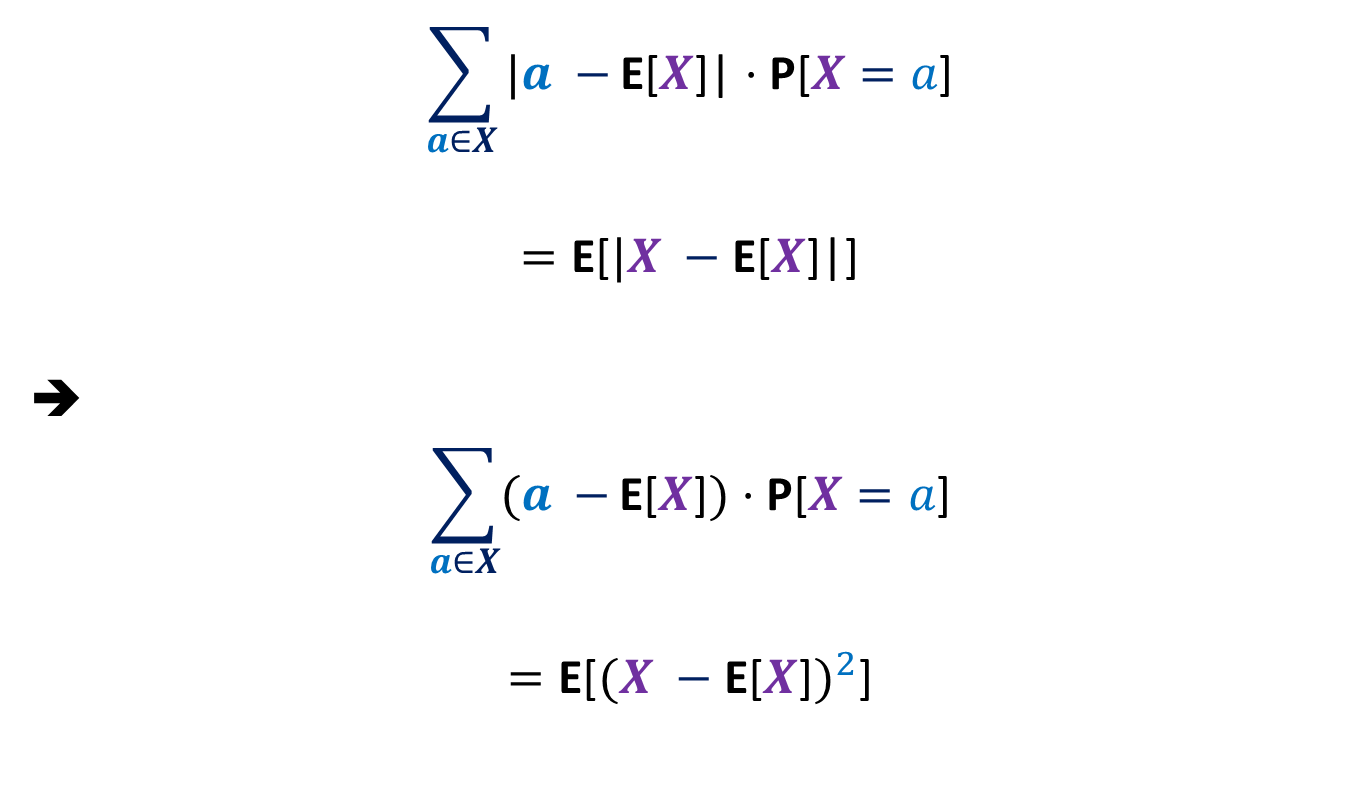 ∑_{a∈X} |a − E[X]| · P[X = a]
= E[|X − E[X]|]
➔
∑_{a∈X} (a − E[X]) · P[X = a]
= E[(X − E[X])²]